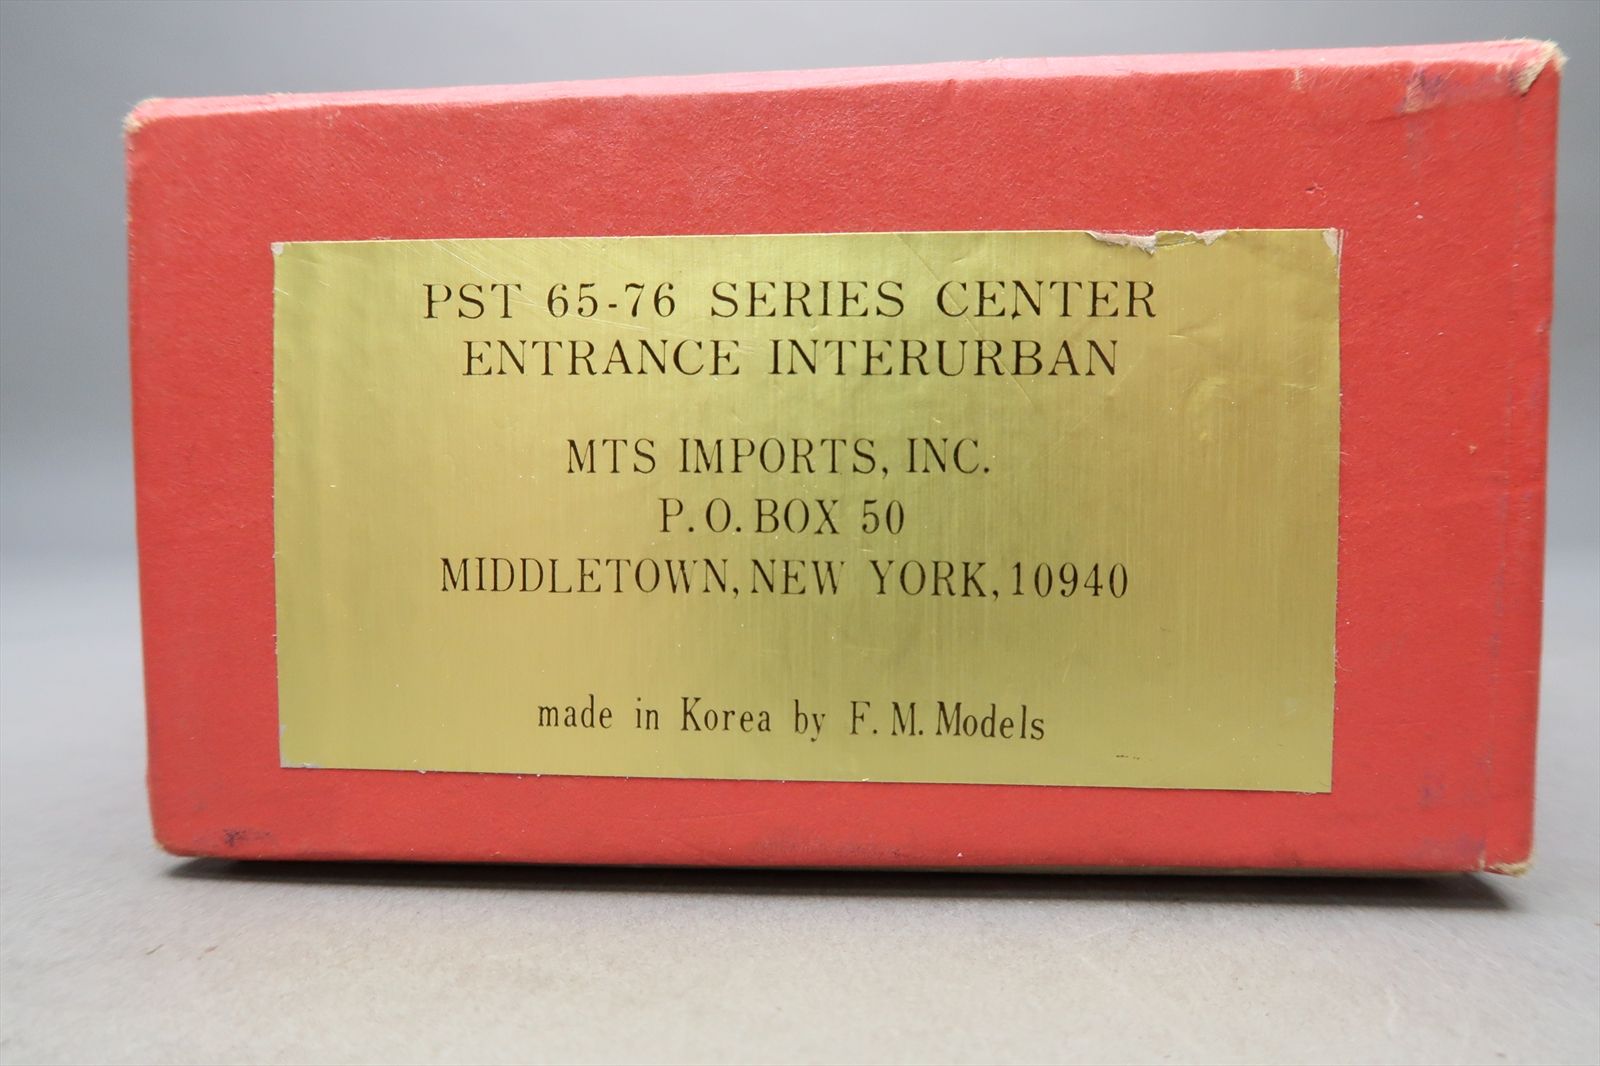 PST 65-76 SERIES CENTER
ENTRANCE INTERURBAN
MTS IMPORTS, INC.
P.O. BOX 50
MIDDLETOWN, NEW YORK, 10940
made in Korea by F. M. Models